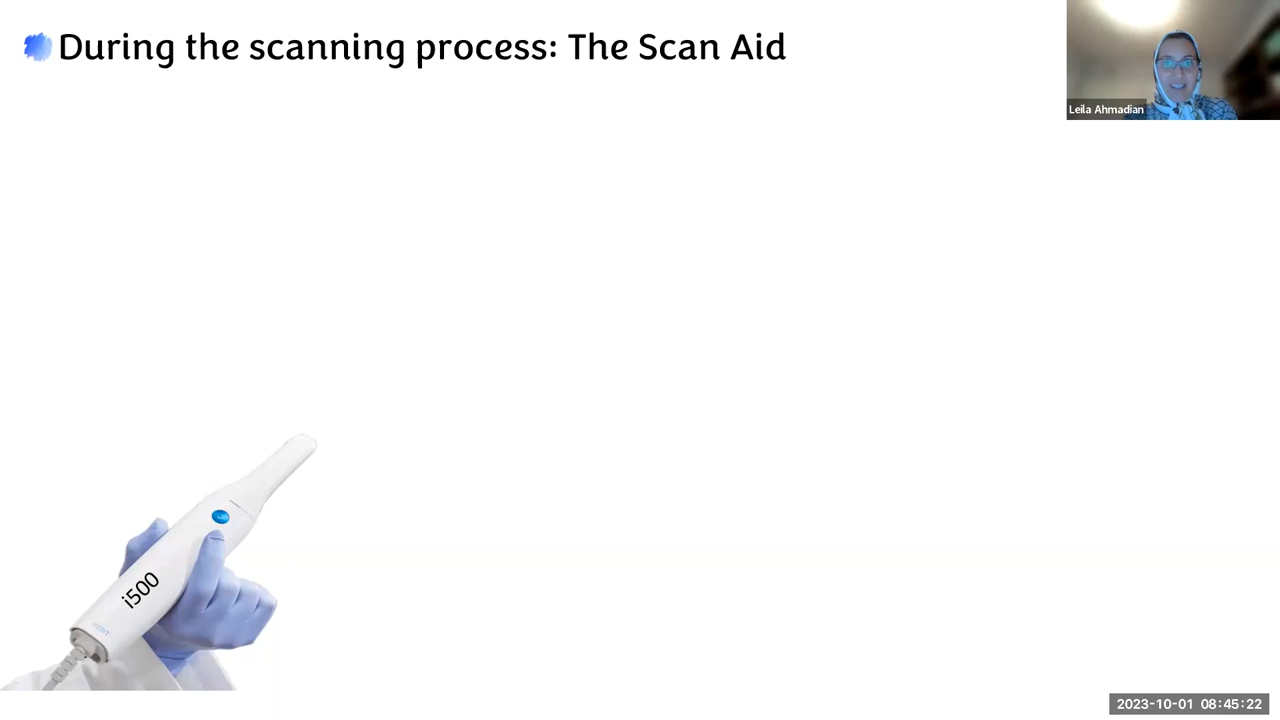 During the scanning process: The Scan Aid
Leila Ahmadian
i500
2023-10-01 08:45:22